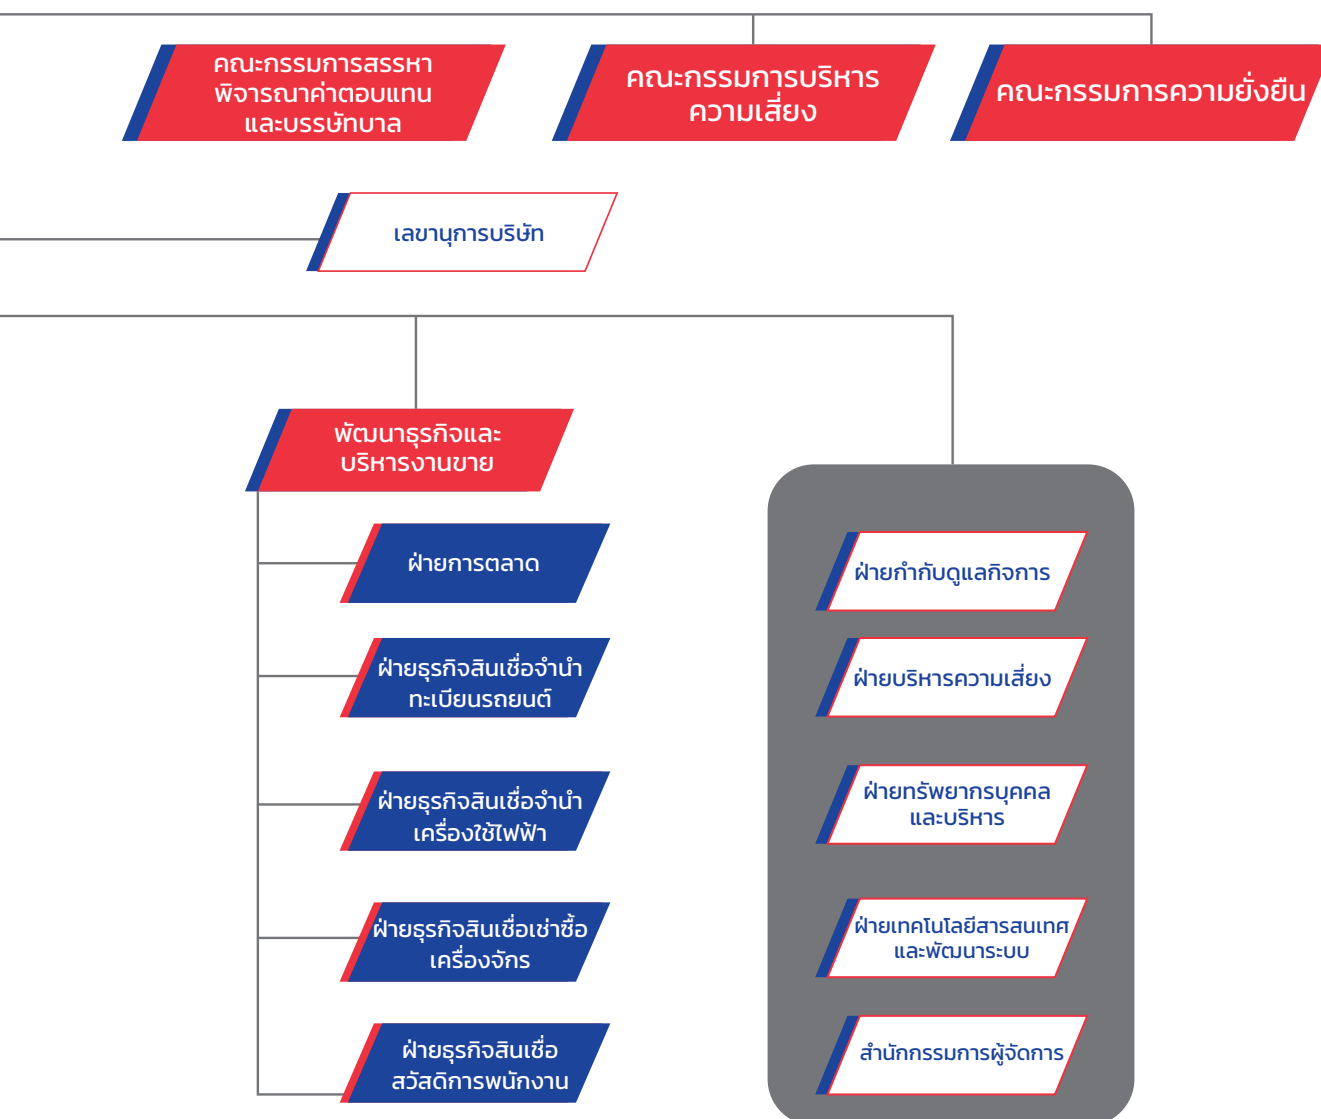 คณะกรรมการสรรหา
พิจารณาค่าตอบแทน
และบรรษัทบาล
คณะกรรมการบริหาร
ความเสี่ยง
คณะกรรมการความยั่งยืน
เลขานุการบริษัท
พัฒนาธุรกิจและ
บริหารงานขาย
ฝ่ายการตลาด
ฝ่ายธุรกิจสินเชื่อจำนำ
ทะเบียนรถยนต์
ฝ่ายธุรกิจสินเชื่อจำนำ
เครื่องใช้ไฟฟ้า
ฝ่ายธุรกิจสินเชื่อเช่าซื้อ
เครื่องจักร
ฝ่ายธุรกิจสินเชื่อ
สวัสดิการพนักงาน
ฝ่ายกำกับดูแลกิจการ
ฝ่ายบริหารความเสี่ยง
ฝ่ายทรัพยากรบุคคล
และบริหาร
ฝ่ายเทคโนโลยีสารสนเทศ
และพัฒนาระบบ
สำนักกรรมการผู้จัดการ